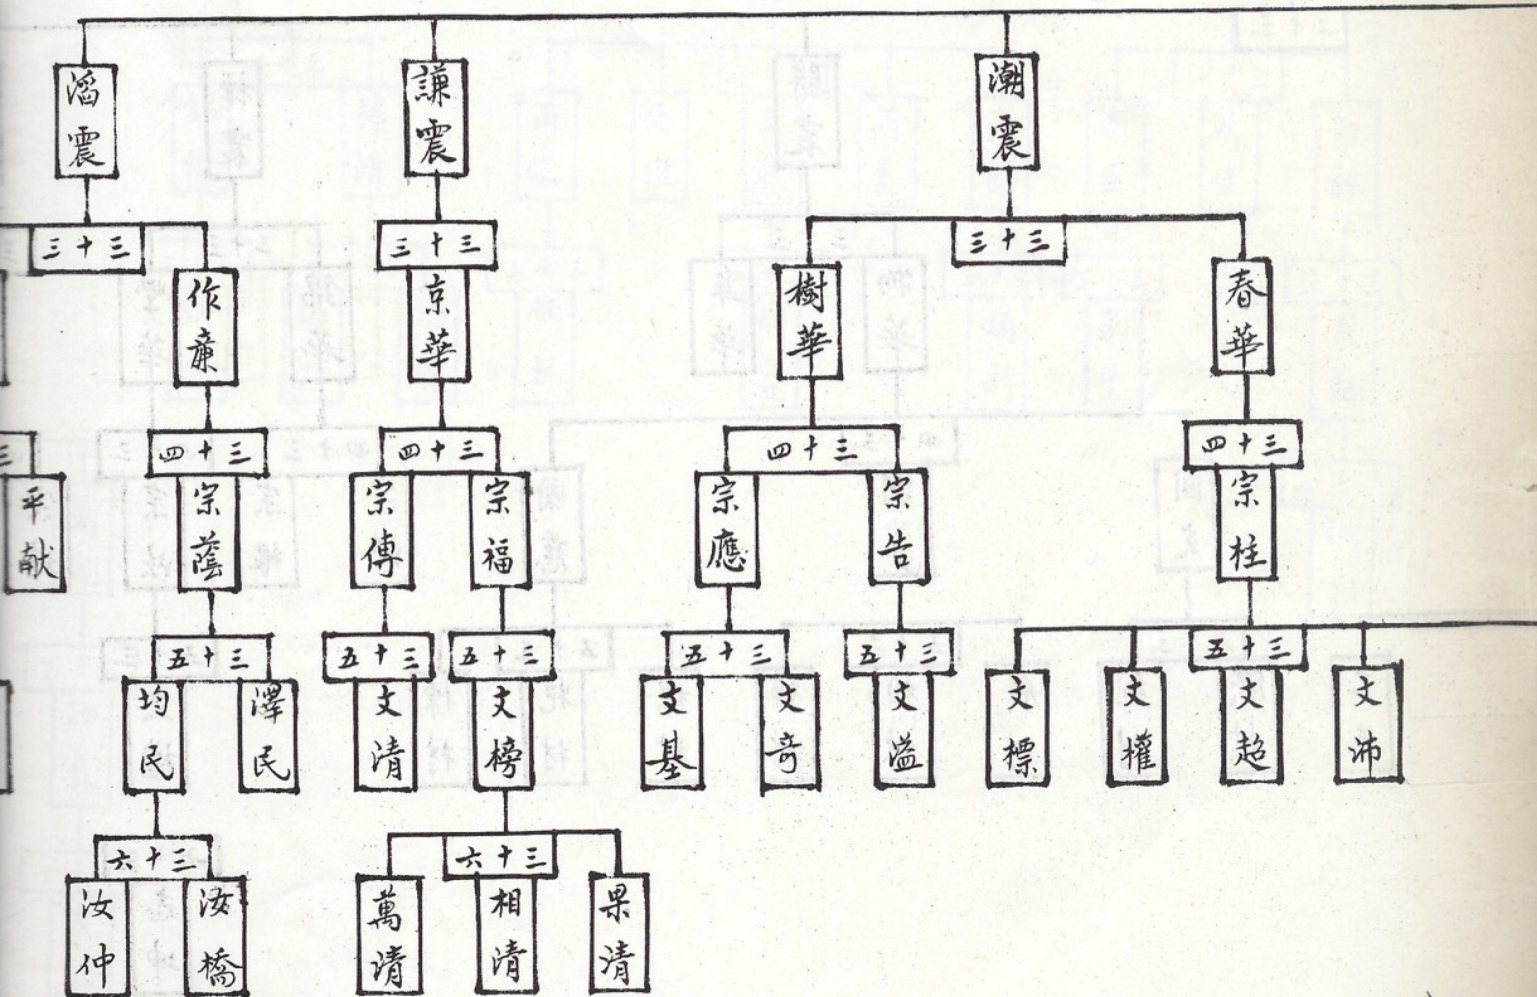 潮震
謙震
滔震
三十三
三十三
三十三
春華
樹華
京華
作
三十四
三十四
三十四
三十四
宗柱
宗告
宗應
宗福
宗傳
宗蔭
平献
三十五
三十五
三十五
三十五
三十五
三十五
文沛
文超
文權
文標
文溢
文奇
文基
文榜
文清
澤民
均民
三十六
三十六
果清
相清
萬清
汝橋
汝仲